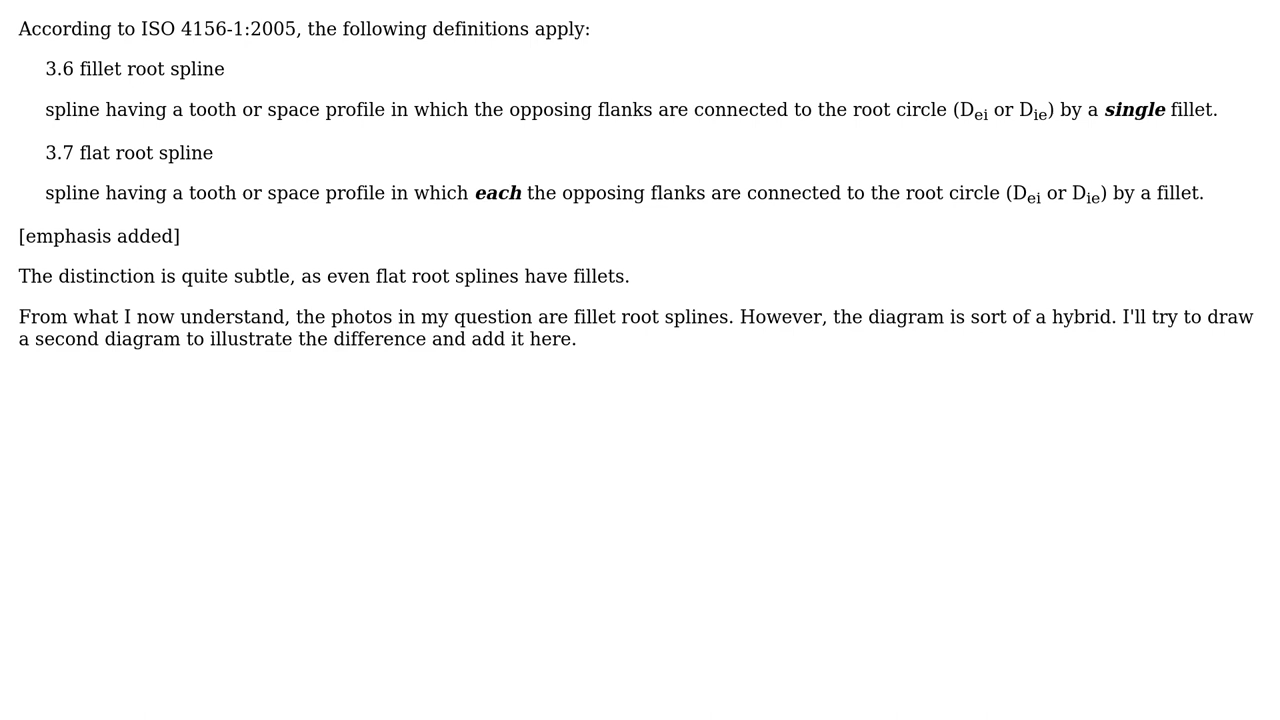 According to ISO 4156-1:2005, the following definitions apply:
3.6 fillet root spline
spline having a tooth or space profile in which the opposing flanks are connected to the root circle (Dei or Die) by a single fillet.
3.7 flat root spline
spline having a tooth or space profile in which each the opposing flanks are connected to the root circle (Dei or Die) by a fillet.
[emphasis added]
The distinction is quite subtle, as even flat root splines have fillets.
From what I now understand, the photos in my question are fillet root splines. However, the diagram is sort of a hybrid. I'll try to draw
a second diagram to illustrate the difference and add it here.